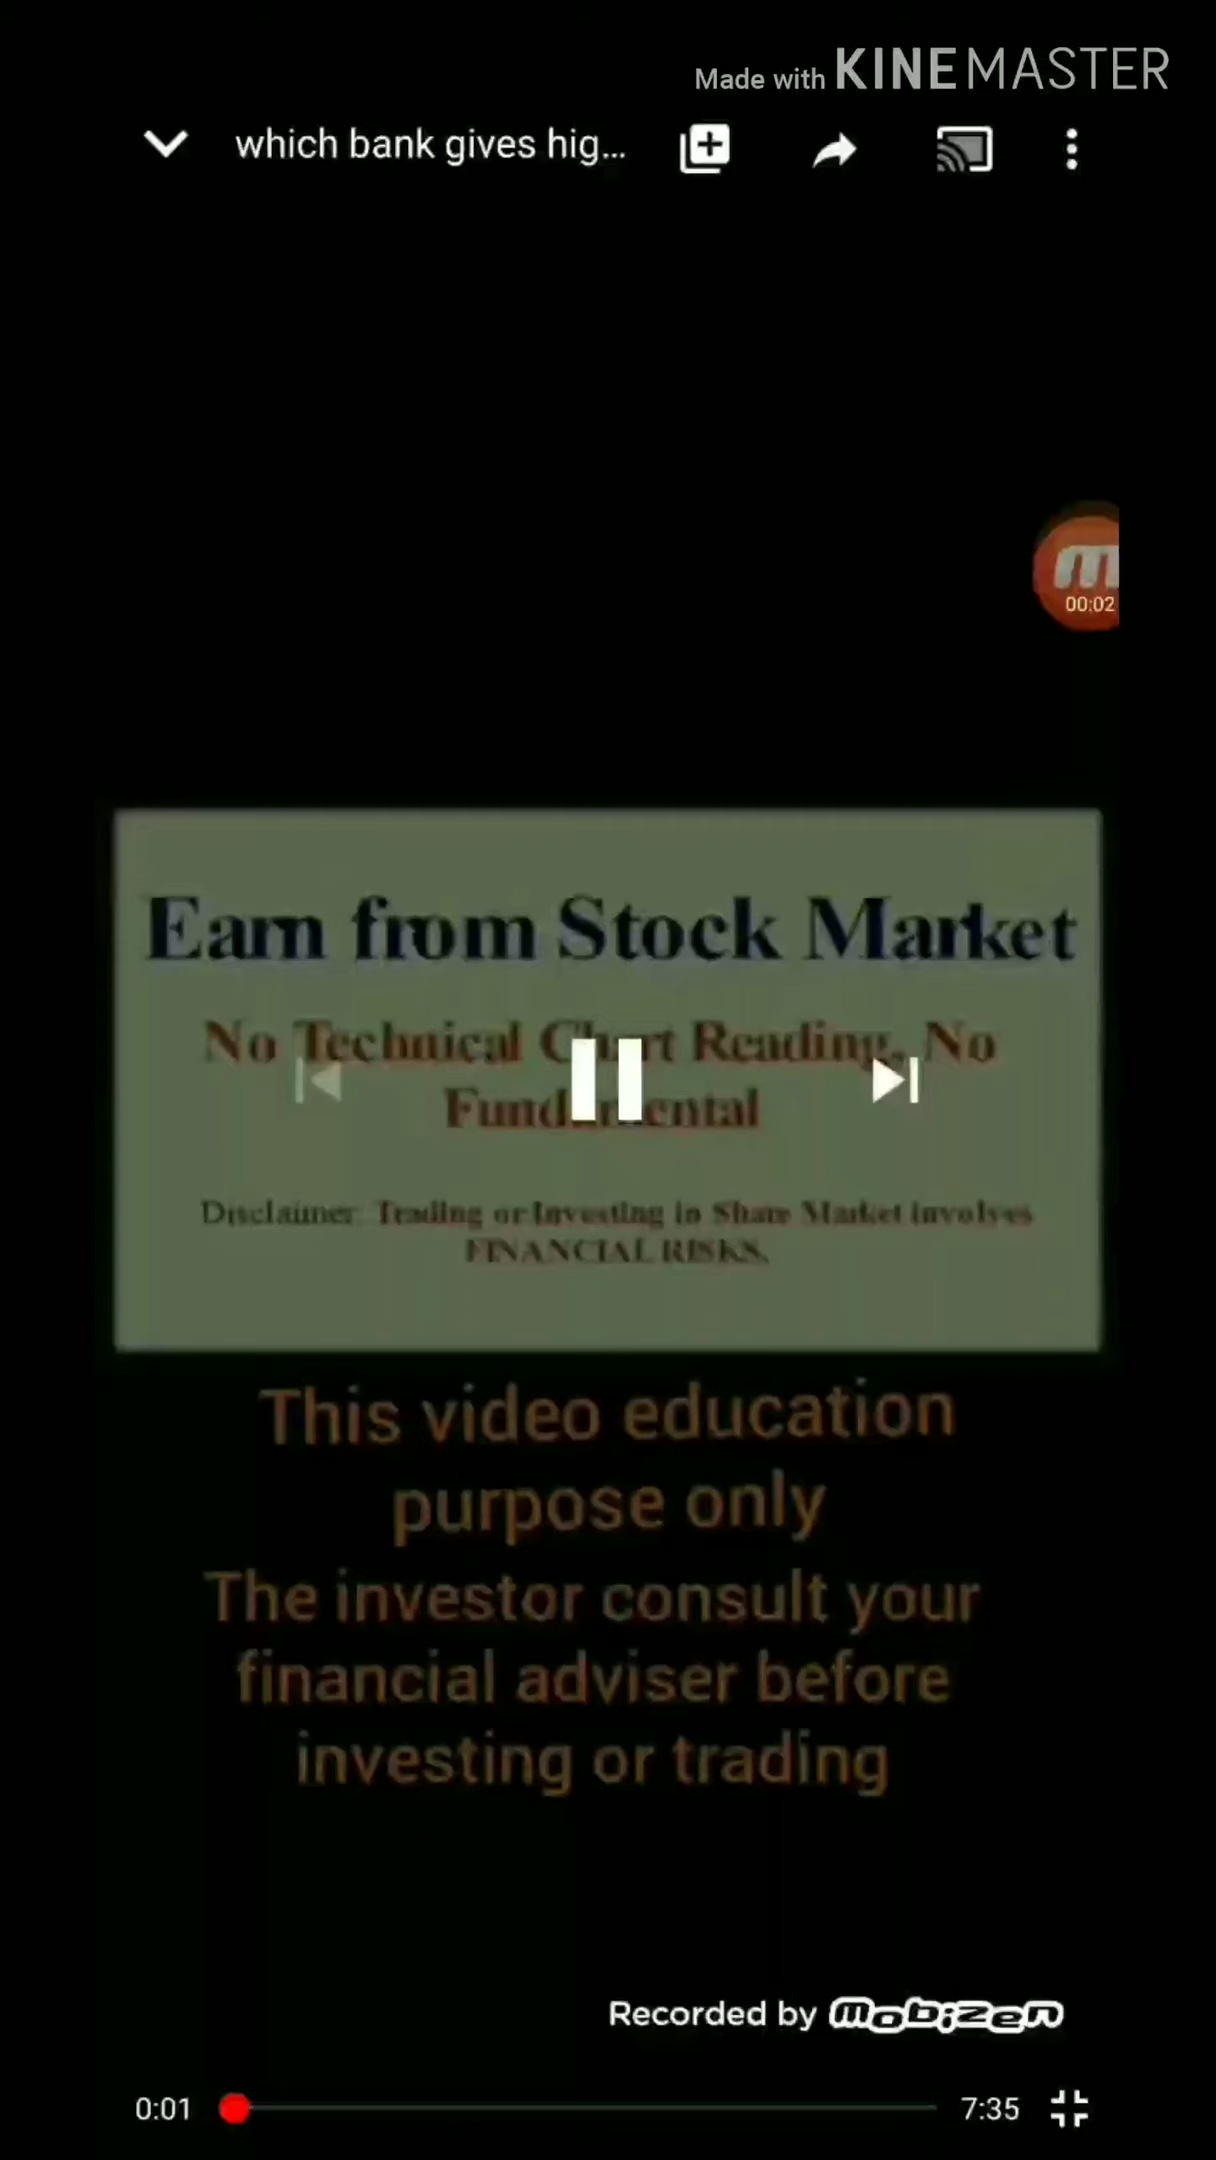 Made with KINEMASTER
which bank gives hig...
00:02
Earn from Stock Market
No Technical Chart Reading, No
Fundamental
Disclaimer: Trading or Investing in Share Market involves
FINANCIAL RISKS.
This video education
purpose only
The investor consult your
financial adviser before
investing or trading
Recorded by mobizen
0:01
7:35